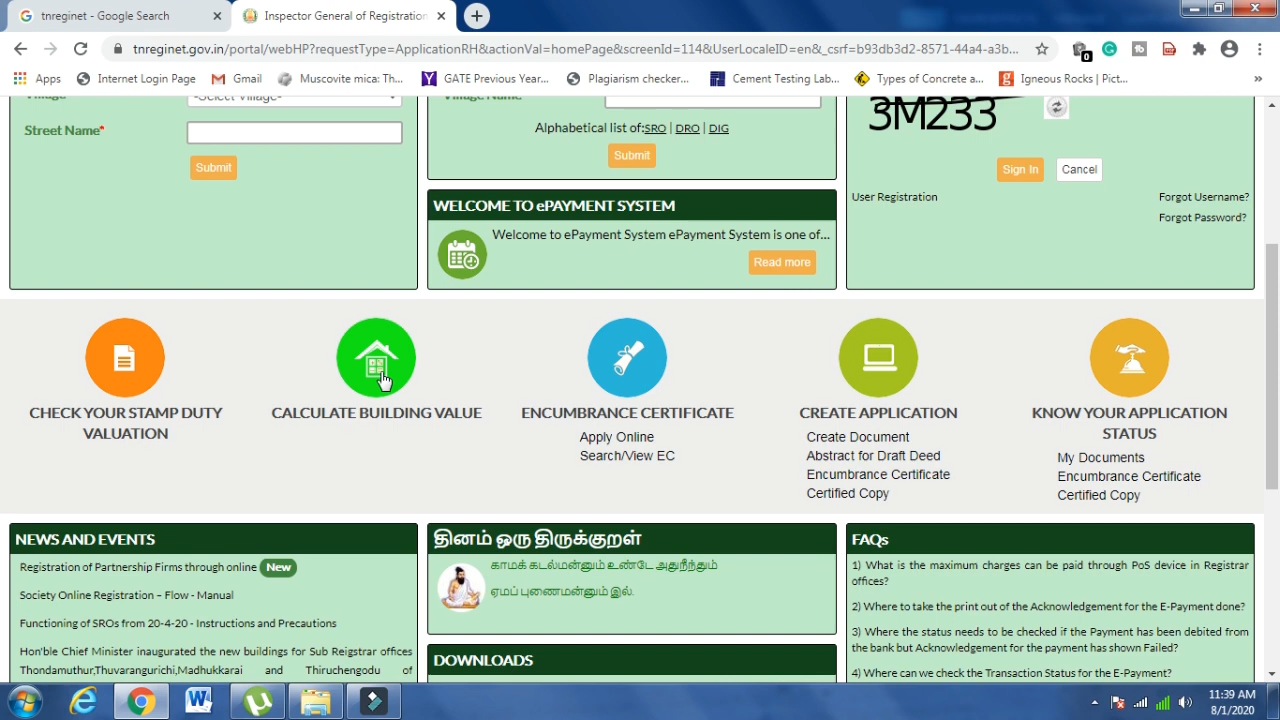 tnreginet - Google Search
Inspector General of Registration
tnreginet.gov.in/portal/webHP?requestType=ApplicationRH&actionVal=homePage&screenId=114&UserLocaleID=en&_csrf=b93db3d2-8571-44a4-a3b...
0
Apps
Internet Login Page
Gmail
Muscovite mica: Th...
GATE Previous Year...
Plagiarism checker...
Cement Testing Lab...
Types of Concrete a...
Igneous Rocks | Pict...
»
Village
-Select Village-
Street Name*
Submit
Village Name
Alphabetical list of:SRO | DRO | DIG
Submit
3M233
Sign In
Cancel
User Registration
Forgot Username?
Forgot Password?
WELCOME TO ePAYMENT SYSTEM
Welcome to ePayment System ePayment System is one of...
Read more
CHECK YOUR STAMP DUTY
VALUATION
CALCULATE BUILDING VALUE
ENCUMBRANCE CERTIFICATE
Apply Online
Search/View EC
CREATE APPLICATION
Create Document
Abstract for Draft Deed
Encumbrance Certificate
Certified Copy
KNOW YOUR APPLICATION
STATUS
My Documents
Encumbrance Certificate
Certified Copy
NEWS AND EVENTS
Registration of Partnership Firms through online New
Society Online Registration – Flow - Manual
Functioning of SROs from 20-4-20 - Instructions and Precautions
Hon'ble Chief Minister inaugurated the new buildings for Sub Reigstrar offices
Thondamuthur,Thuvarangurichi,Madhukkarai and Thiruchengodu of
தினம் ஒரு திருக்குறள்
காமக் கடல்மன்னும் உண்டே அதுநீந்தும்
ஏமப் புணைமன்னும் இல்.
DOWNLOADS
FAQs
1) What is the maximum charges can be paid through PoS device in Registrar
offices?
2) Where to take the print out of the Acknowledgement for the E-Payment done?
3) Where the status needs to be checked if the Payment has been debited from
the bank but Acknowledgement for the payment has shown Failed?
4) Where can we check the Transaction Status for the E-Payment?
11:39 AM
8/1/2020